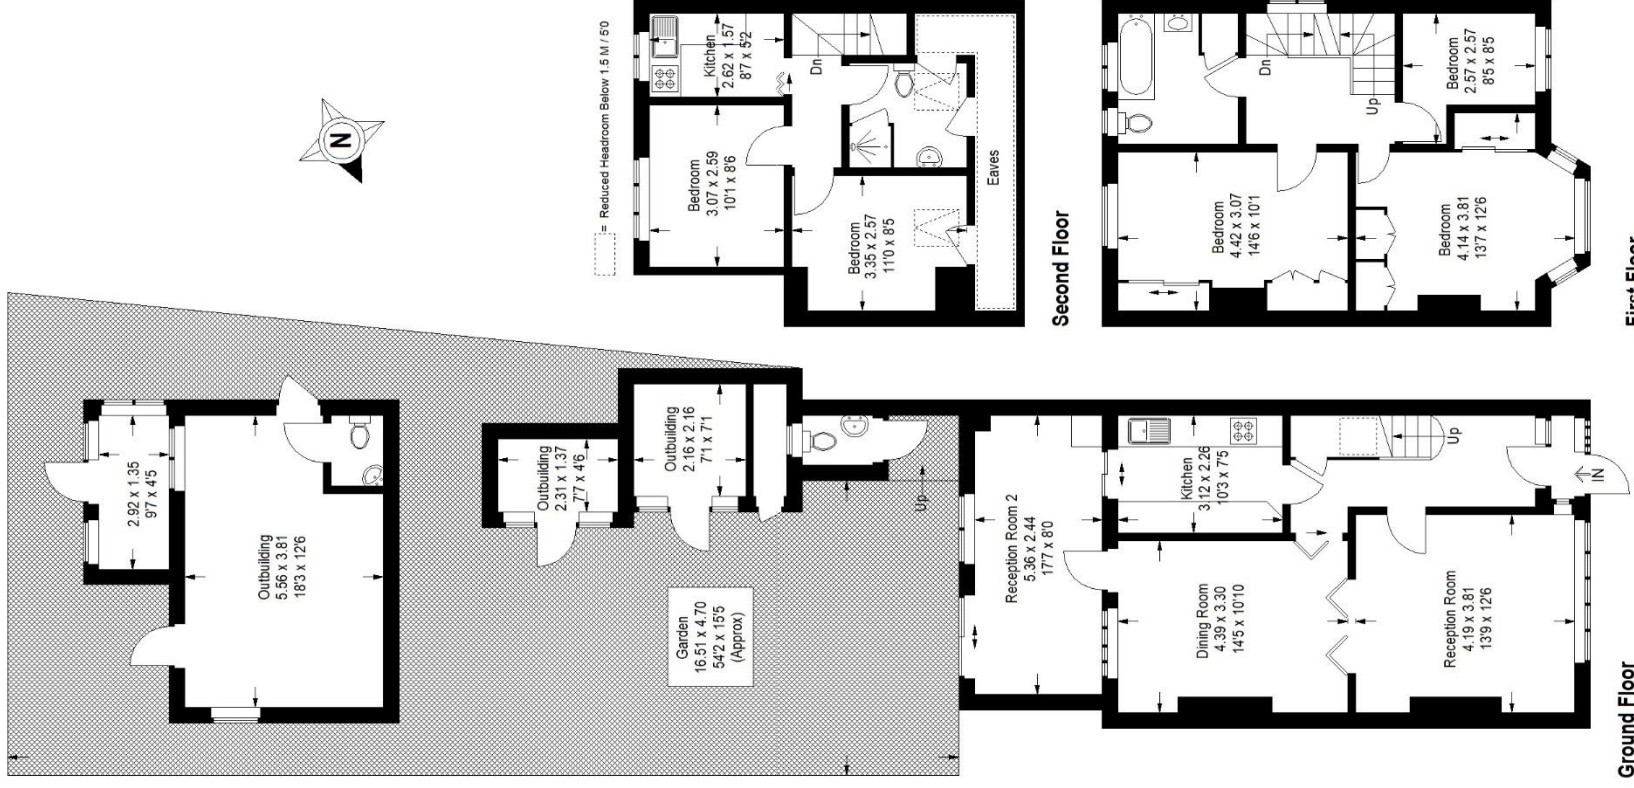 N
= Reduced Headroom Below 1.5 M / 5'0
Kitchen
2.62 x 1.57
8'7 x 5'2
Dn
Bedroom
3.07 x 2.59
10'1 x 8'6
Bedroom
3.35 x 2.57
11'0 x 8'5
Eaves
Second Floor
Dn
Up
Bedroom
2.57 x 2.57
8'5 x 8'5
Bedroom
4.42 x 3.07
14'6 x 10'1
Bedroom
4.14 x 3.81
13'7 x 12'6
First Floor
2.92 x 1.35
9'7 x 4'5
Outbuilding
5.56 x 3.81
18'3 x 12'6
Outbuilding
2.31 x 1.37
7'7 x 4'6
Outbuilding
2.16 x 2.16
7'1 x 7'1
Garden
16.51 x 4.70
54'2 x 15'5
(Approx)
Up
Reception Room 2
5.36 x 2.44
17'7 x 8'0
Kitchen
3.12 x 2.26
10'3 x 7'5
Up
IN
Dining Room
4.39 x 3.30
14'5 x 10'10
Reception Room
4.19 x 3.81
13'9 x 12'6
Ground Floor